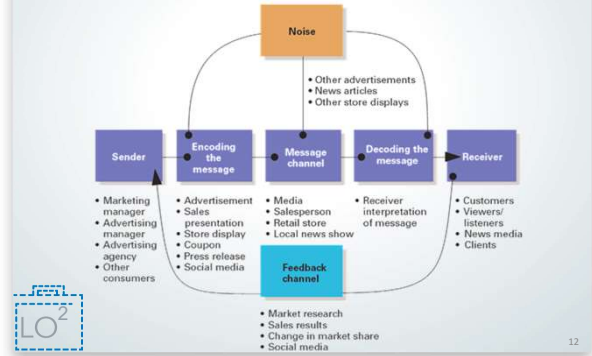 Noise
• Other advertisements
• News articles
• Other store displays
Sender
Encoding
the
message
Message
channel
Decoding the
message
Receiver
• Marketing
manager
• Advertising
manager
• Advertising
agency
• Other
consumers
• Advertisement
• Sales
presentation
• Store display
• Coupon
• Press release
• Social media
• Media
• Salesperson
• Retail store
• Local news show
• Receiver
interpretation
of message
• Customers
• Viewers/
listeners
• News media
• Clients
Feedback
channel
• Market research
• Sales results
• Change in market share
• Social media
LO2
12